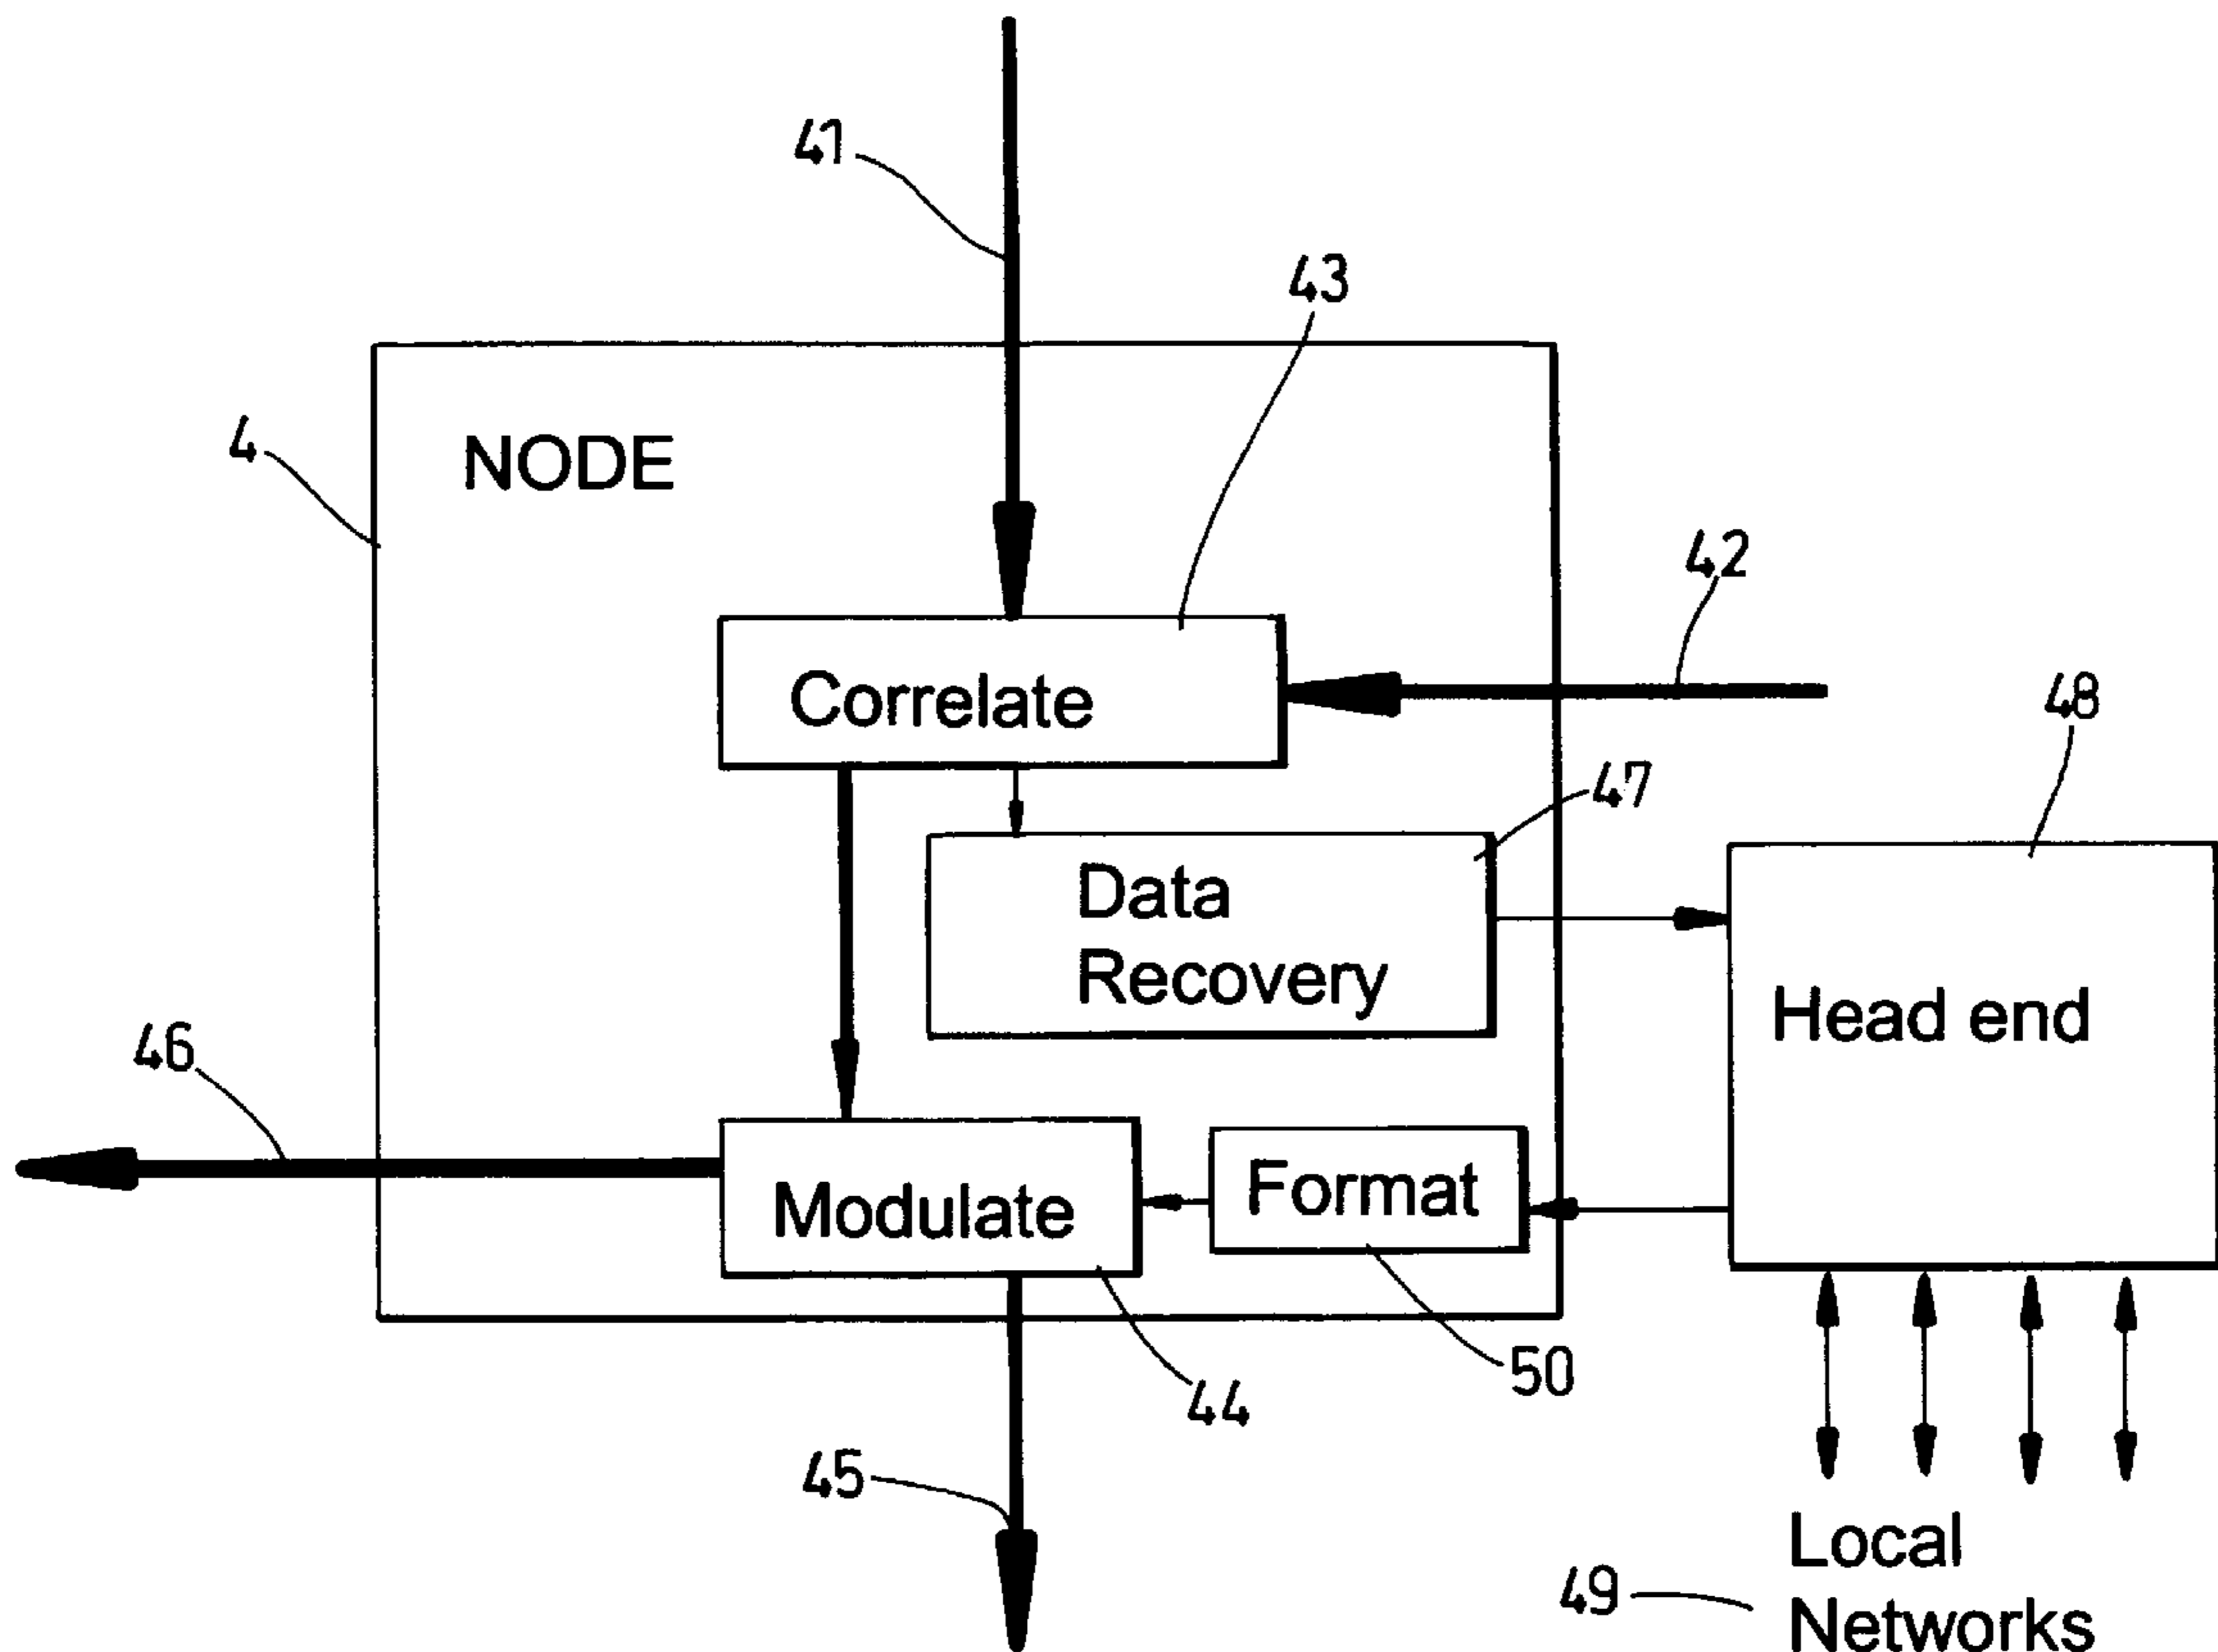 41
43
4
NODE
42
Correlate
48
47
Data
Recovery
Head end
46
Modulate
Format
50
44
45
Local
49
Networks